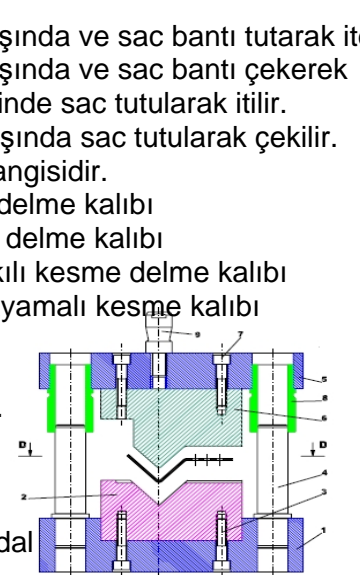 şında ve sac bantı tutarak ite
şında ve sac bantı çekerek
inde sac tutularak itilir.
şında sac tutularak çekilir.
angisidir.
delme kalıbı
delme kalıbı
kılı kesme delme kalıbı
yamalı kesme kalıbı
9
7
5
8
6
.
D
D
4
2
3
dal
1